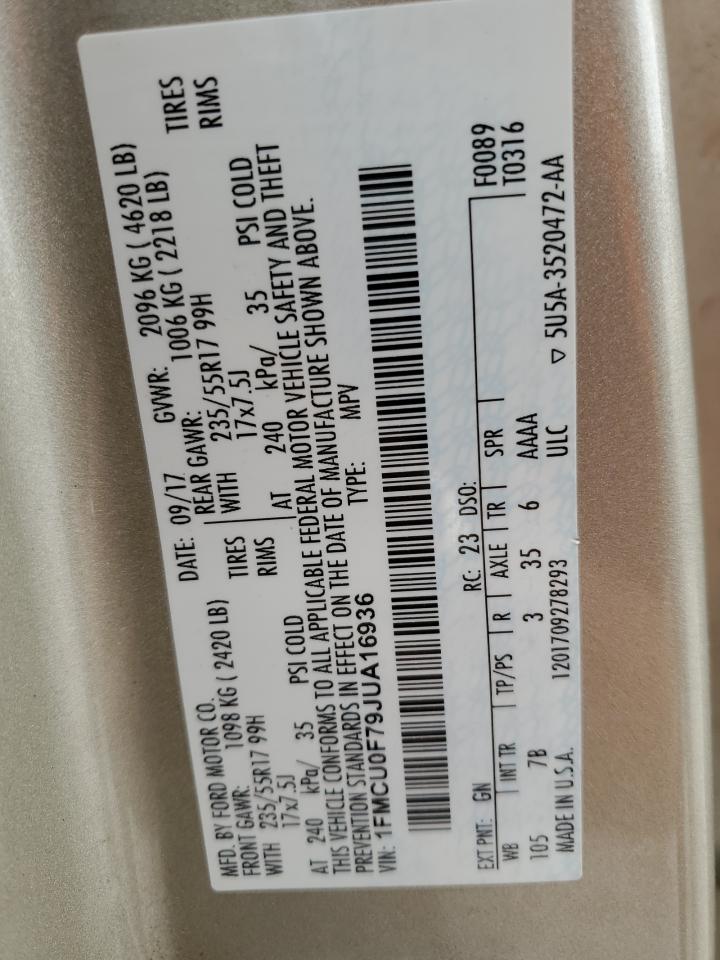 MFD. BY FORD MOTOR CO. DATE: 09/17 GVWR: 2096 KG ( 4620 LB)
FRONT GAWR: 1098 KG ( 2420 LB) REAR GAWR: 1006 KG ( 2218 LB)
WITH 235/55R17 99H TIRES WITH 235/55R17 99H TIRES
17x7.5J RIMS 17x7.5J RIMS
AT 240 kPa/ 35 PSI COLD AT 240 kPa/ 35 PSI COLD
THIS VEHICLE CONFORMS TO ALL APPLICABLE FEDERAL MOTOR VEHICLE SAFETY AND THEFT
PREVENTION STANDARDS IN EFFECT ON THE DATE OF MANUFACTURE SHOWN ABOVE.
VIN: 1FMCU0F79JUA16936 TYPE: MPV
EXT PNT: GN RC: 23 DSO: F0089
WB INT TR TP/PS R AXLE TR SPR T0316
105 7B 3 35 6 AAAA
ULC ▽ 5U5A-3520472-AA
MADE IN U.S.A. 1201709278293